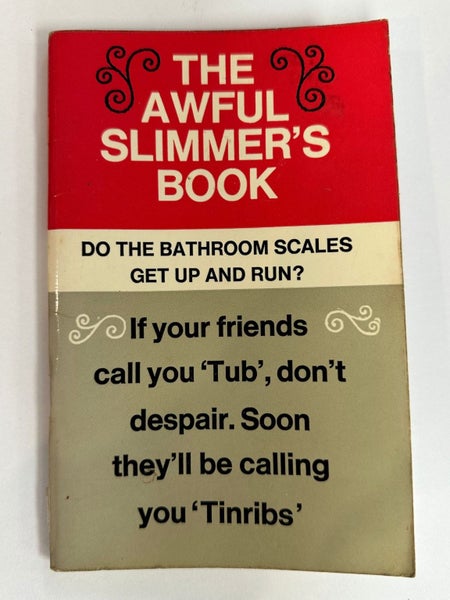 THE
AWFUL
SLIMMER'S
BOOK
DO THE BATHROOM SCALES
GET UP AND RUN?
If your friends
call you ‘Tub’, don’t
despair. Soon
they’ll be calling
you ‘Tinribs’